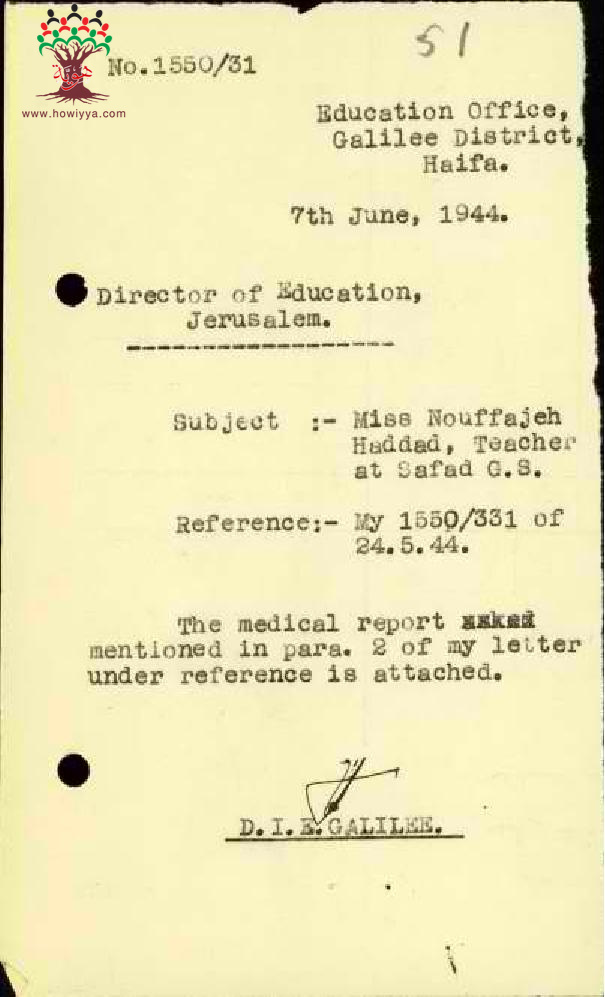 51
No.1550/31
www.howiyya.com
Education Office,
Galilee District,
Haifa.
7th June, 1944.
Director of Education,
Jerusalem.
Subject :- Miss Nouffajeh
Haddad, Teacher
at Safad G.S.
Reference:- My 1550/331 of
24.5.44.
The medical report
mentioned in para. 2 of my letter
under reference is attached.
D.I.E.GALILEE.